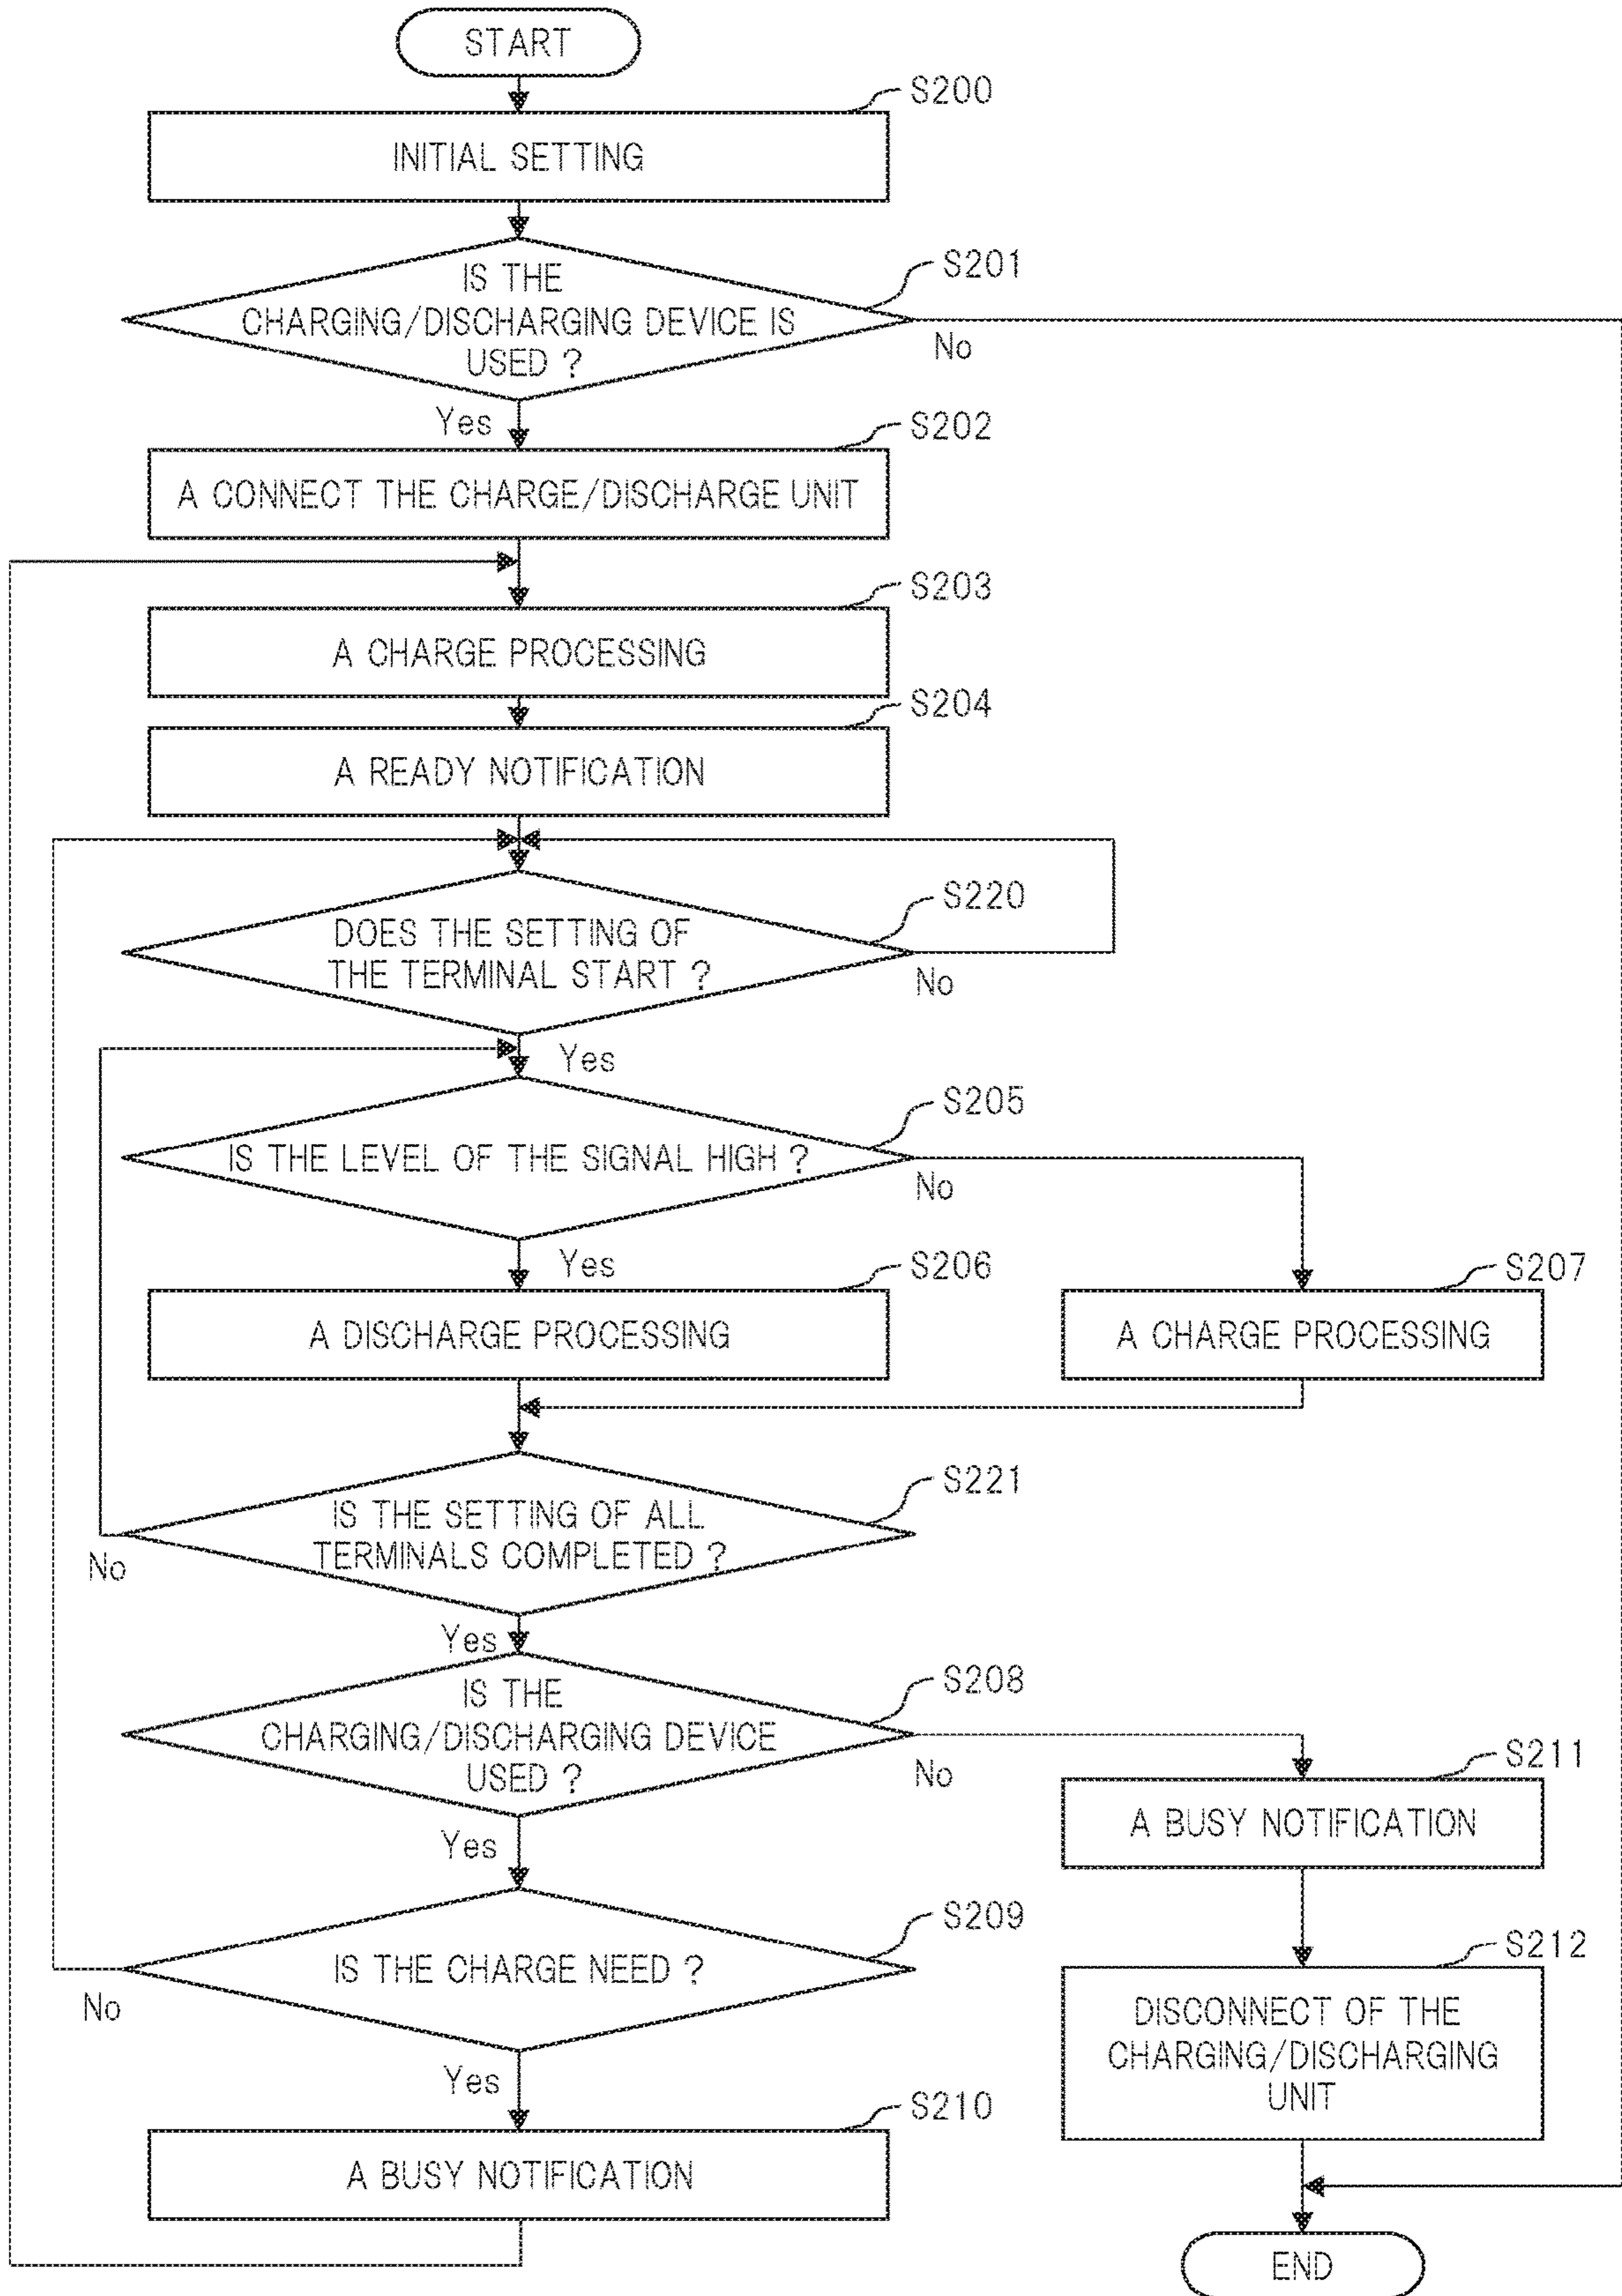 START
S200
INITIAL SETTING
S201
IS THE
CHARGING/DISCHARGING DEVICE IS
USED ?
No
Yes
S202
A CONNECT THE CHARGE/DISCHARGE UNIT
S203
A CHARGE PROCESSING
S204
A READY NOTIFICATION
S220
DOES THE SETTING OF
THE TERMINAL START ?
No
Yes
S205
IS THE LEVEL OF THE SIGNAL HIGH ?
No
Yes
S206
A DISCHARGE PROCESSING
S207
A CHARGE PROCESSING
S221
IS THE SETTING OF ALL
TERMINALS COMPLETED ?
No
Yes
S208
IS THE
CHARGING/DISCHARGING DEVICE
USED ?
No
Yes
S211
A BUSY NOTIFICATION
S209
IS THE CHARGE NEED ?
No
Yes
S212
DISCONNECT OF THE
CHARGING/DISCHARGING
UNIT
S210
A BUSY NOTIFICATION
END